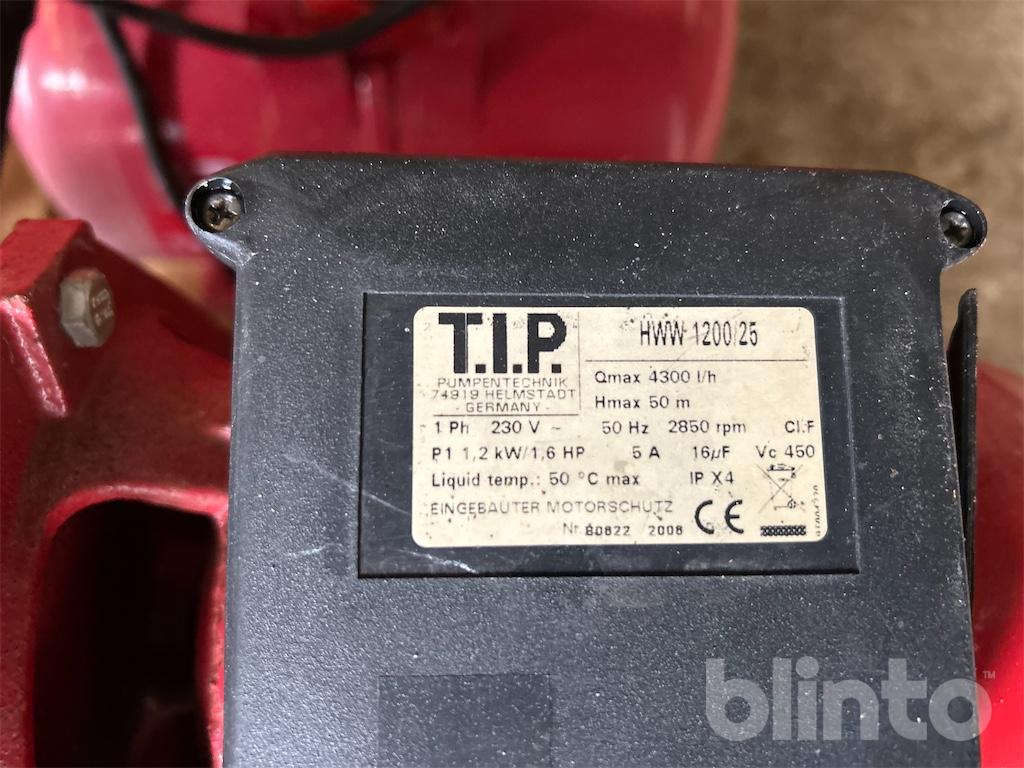 T.I.P.
PUMPENTECHNIK
74919 HELMSTADT
- GERMANY -
HWW 1200/25
Qmax 4300 l/h
Hmax 50 m
1 Ph 230 V ~ 50 Hz 2850 rpm Cl.F
P1 1,2 kW/1,6 HP 5 A 16µF Vc 450
Liquid temp.: 50 °C max IP X4
EINGEBAUTER MOTORSCHUTZ
Nr. 80822 2008 CE
blinto™